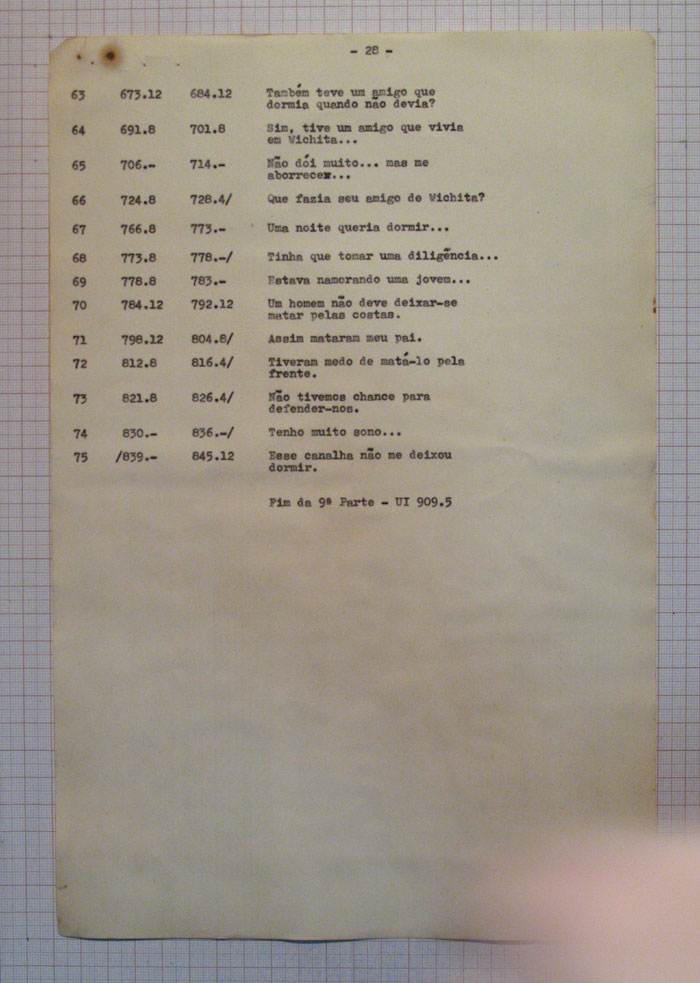 - 28 -
63 673.12 684.12 Também teve um amigo que
dormia quando não devia?
64 691.8 701.8 Sim, tive um amigo que vivia
em Wichita...
65 706.- 714.- Não dói muito... mas me
aborrecex...
66 724.8 728.4/ Que fazia seu amigo de Wichita?
67 766.8 773.- Uma noite queria dormir...
68 773.8 778.-/ Tinha que tomar uma diligência...
69 778.8 783.- Estava namorando uma jovem...
70 784.12 792.12 Um homem não deve deixar-se
matar pelas costas.
71 798.12 804.8/ Assim mataram meu pai.
72 812.8 816.4/ Tiveram medo de matá-lo pela
frente.
73 821.8 826.4/ Não tivemos chance para
defender-nos.
74 830.- 836.-/ Tenho muito sono...
75 /839.- 845.12 Esse canalha não me deixou
dormir.
Fim da 9ª Parte - UI 909.5